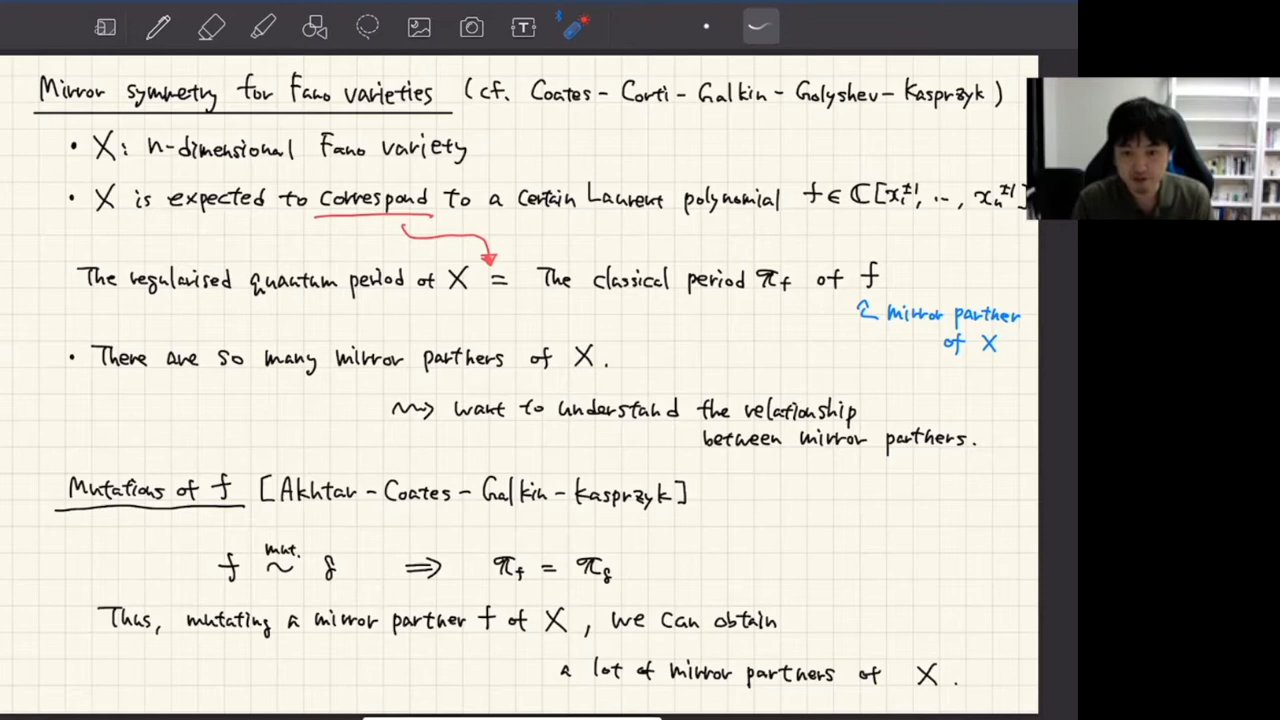 Mirror symmetry for Fano varieties (cf. Coates-Corti-Galkin-Golyshev-Kasprzyk)
• X: n-dimensional Fano variety
• X is expected to correspond to a certain Laurent polynomial f ∈ ℂ[x₁^±1, ..., xₙ^±1]
The regularised quantum period of X = The classical period π_f of f
mirror partner
of X
• There are so many mirror partners of X.
⇝ want to understand the relationship
between mirror partners.
Mutations of f [Akhtar-Coates-Galkin-Kasprzyk]
f ~^mut. g ⟹ π_f = π_g
Thus, mutating a mirror partner f of X, we can obtain
a lot of mirror partners of X.